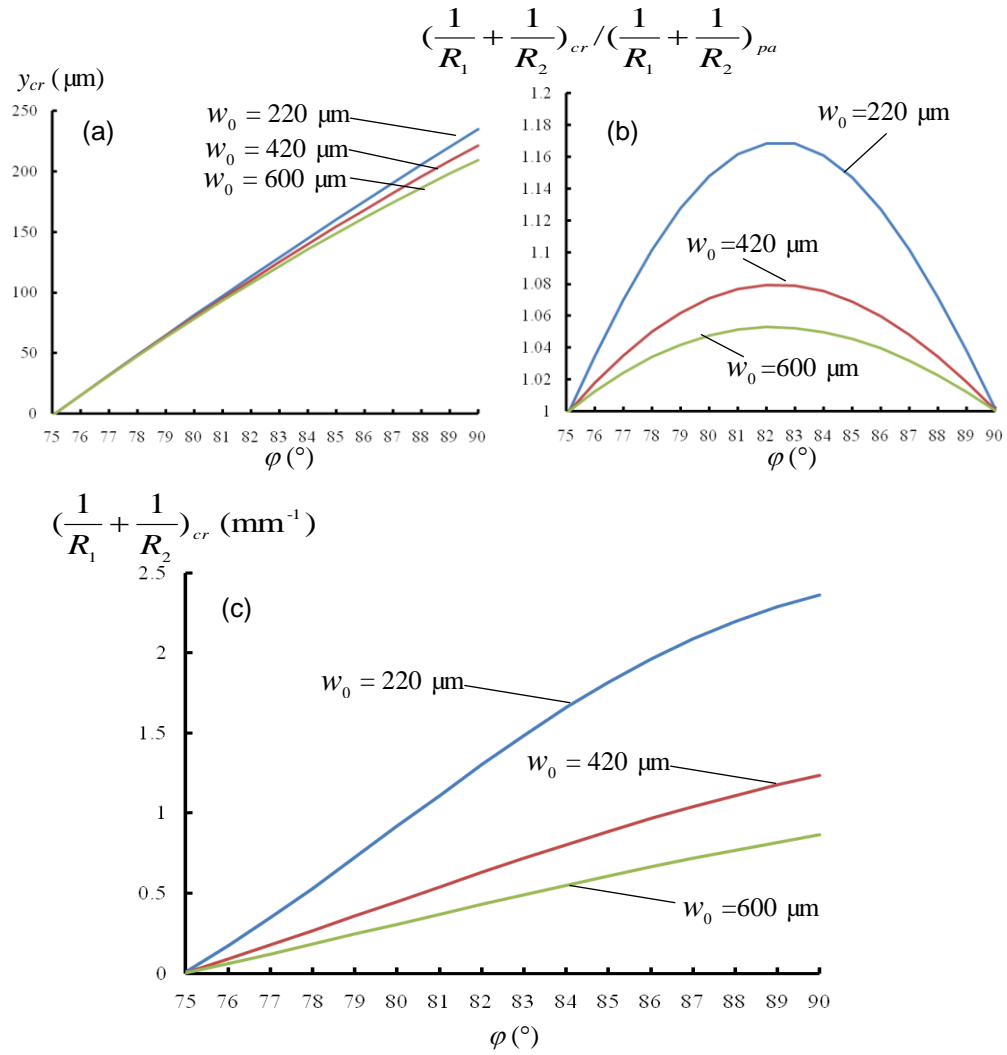 (1/R₁ + 1/R₂)cr/(1/R₁ + 1/R₂)pa
ycr (μm)
(a)
250
200
150
100
50
0
w₀ = 220 μm
w₀ = 420 μm
w₀ = 600 μm
75 76 77 78 79 80 81 82 83 84 85 86 87 88 89 90
φ (°)
(b)
1.2
1.18
1.16
1.14
1.12
1.1
1.08
1.06
1.04
1.02
1
w₀ =220 μm
w₀=420 μm
w₀ =600 μm
75 76 77 78 79 80 81 82 83 84 85 86 87 88 89 90
φ (°)
(1/R₁ + 1/R₂)cr (mm⁻¹)
(c)
2.5
2
1.5
1
0.5
0
w₀ = 220 μm
w₀ = 420 μm
w₀ =600 μm
75 76 77 78 79 80 81 82 83 84 85 86 87 88 89 90
φ (°)